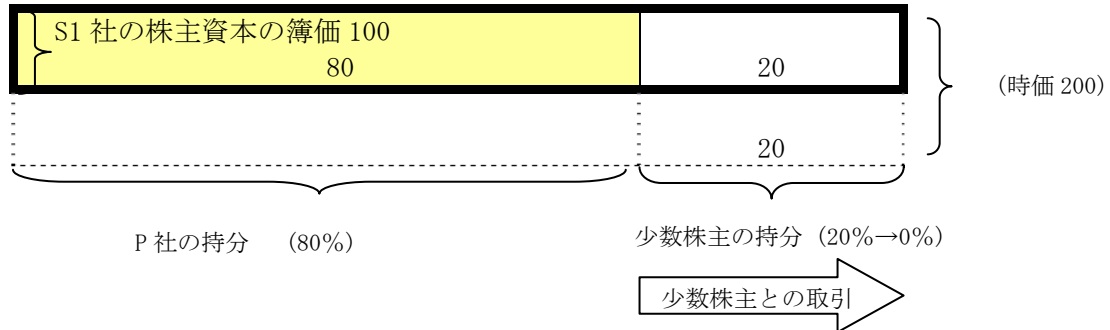 S1 社の株主資本の簿価 100
80
20
(時価 200)
20
P 社の持分 (80%)
少数株主の持分 (20%→0%)
少数株主との取引